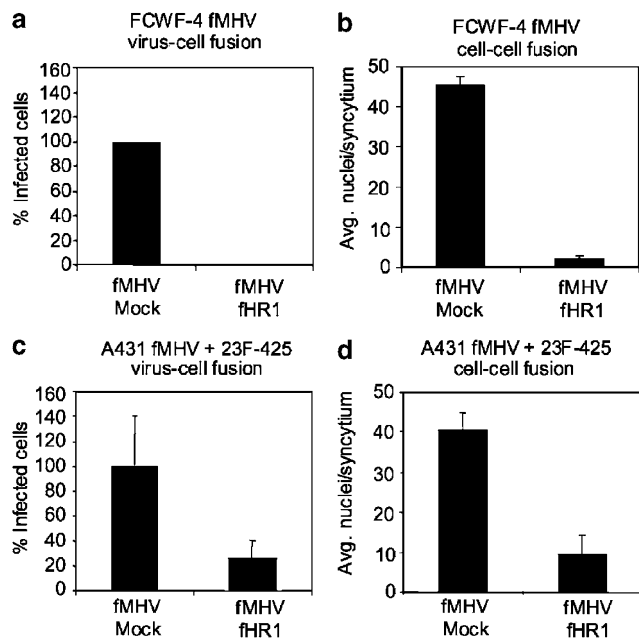 a
FCWF-4 fMHV
virus-cell fusion
% Infected cells
160
140
120
100
80
60
40
20
0
fMHV
Mock
fMHV
fHR1
b
FCWF-4 fMHV
cell-cell fusion
Avg. nuclei/syncytium
50
40
30
20
10
0
fMHV
Mock
fMHV
fHR1
c
A431 fMHV + 23F-425
virus-cell fusion
% Infected cells
160
140
120
100
80
60
40
20
0
fMHV
Mock
fMHV
fHR1
d
A431 fMHV + 23F-425
cell-cell fusion
Avg. nuclei/syncytium
50
40
30
20
10
0
fMHV
Mock
fMHV
fHR1